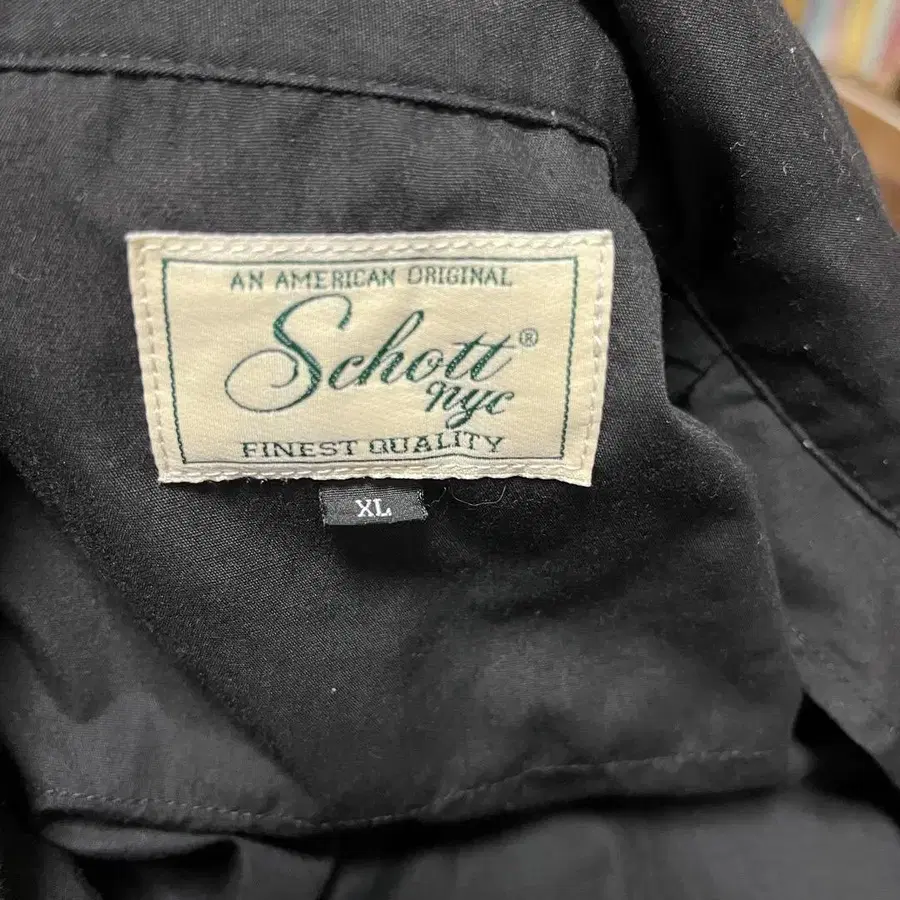 AN AMERICAN ORIGINAL
Schott®
nyc
FINEST QUALITY
XL